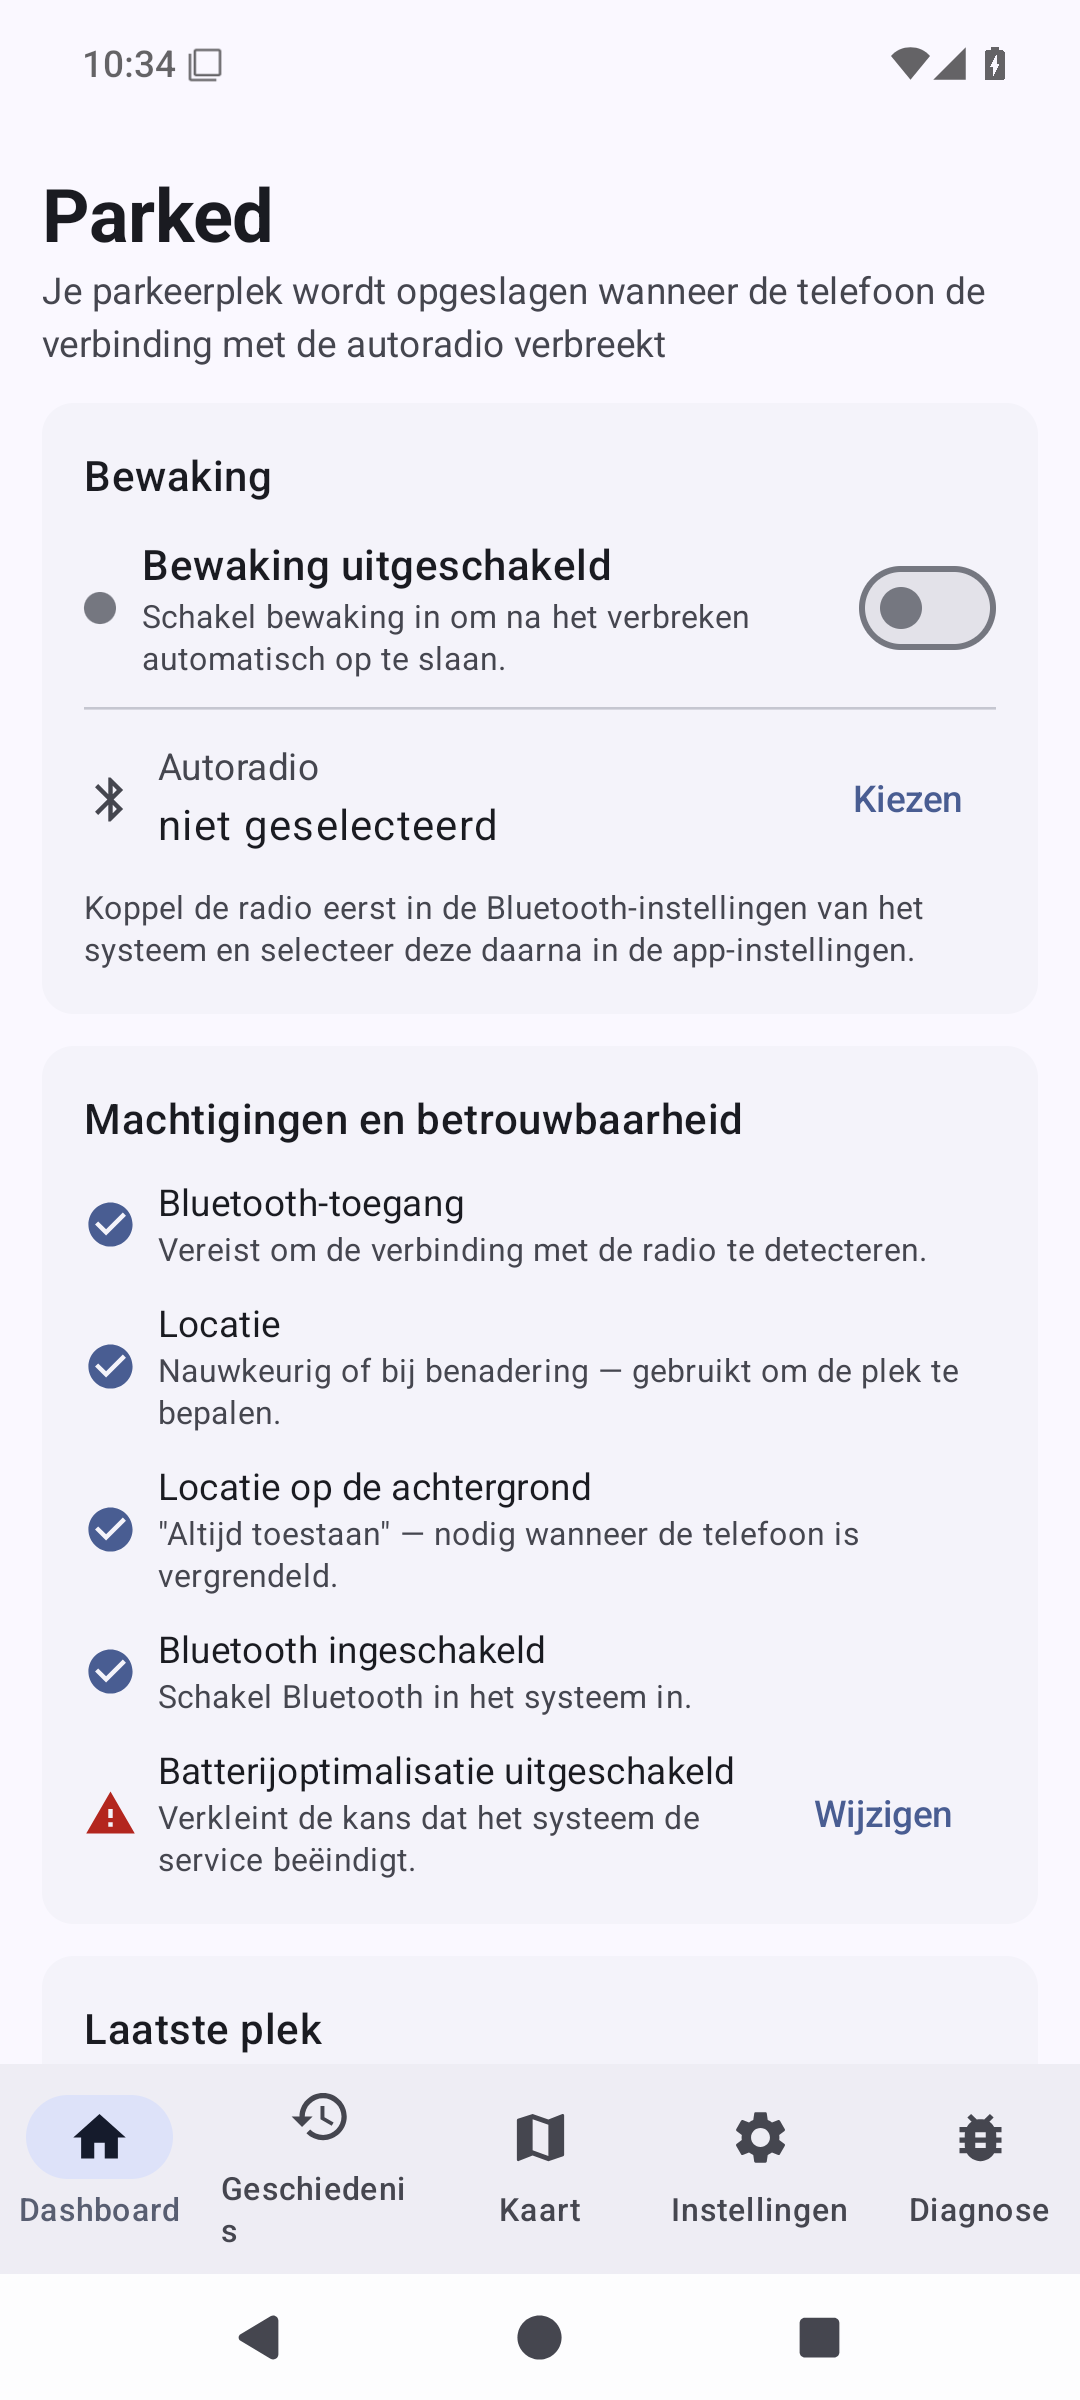 10:34
Parked
Je parkeerplek wordt opgeslagen wanneer de telefoon de
verbinding met de autoradio verbreekt
Bewaking
Bewaking uitgeschakeld
Schakel bewaking in om na het verbreken
automatisch op te slaan.
Autoradio
niet geselecteerd
Kiezen
Koppel de radio eerst in de Bluetooth-instellingen van het
systeem en selecteer deze daarna in de app-instellingen.
Machtigingen en betrouwbaarheid
Bluetooth-toegang
Vereist om de verbinding met de radio te detecteren.
Locatie
Nauwkeurig of bij benadering — gebruikt om de plek te
bepalen.
Locatie op de achtergrond
"Altijd toestaan" — nodig wanneer de telefoon is
vergrendeld.
Bluetooth ingeschakeld
Schakel Bluetooth in het systeem in.
Batterijoptimalisatie uitgeschakeld
Verkleint de kans dat het systeem de
service beëindigt.
Wijzigen
Laatste plek
Dashboard
Geschiedeni
s
Kaart
Instellingen
Diagnose